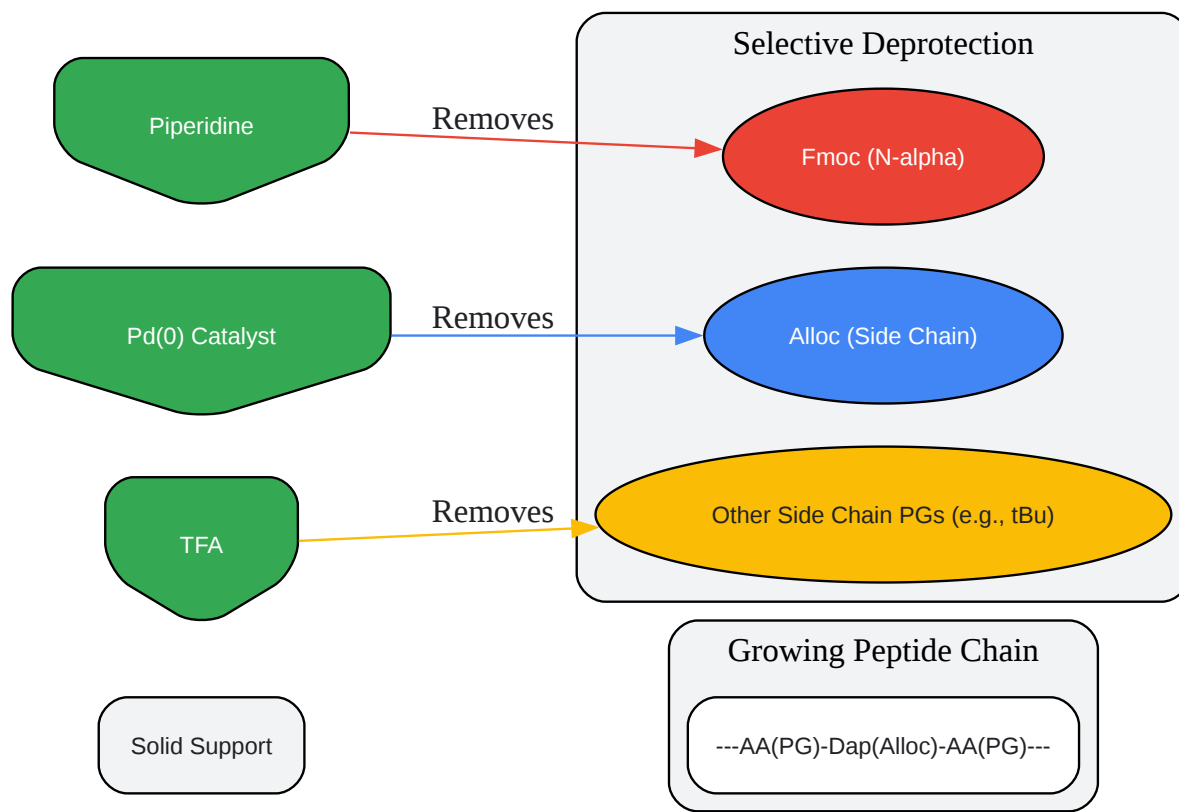 Selective Deprotection
Piperidine
Removes
Fmoc (N-alpha)
Pd(0) Catalyst
Removes
Alloc (Side Chain)
TFA
Removes
Other Side Chain PGs (e.g., tBu)
Growing Peptide Chain
Solid Support
---AA(PG)-Dap(Alloc)-AA(PG)---